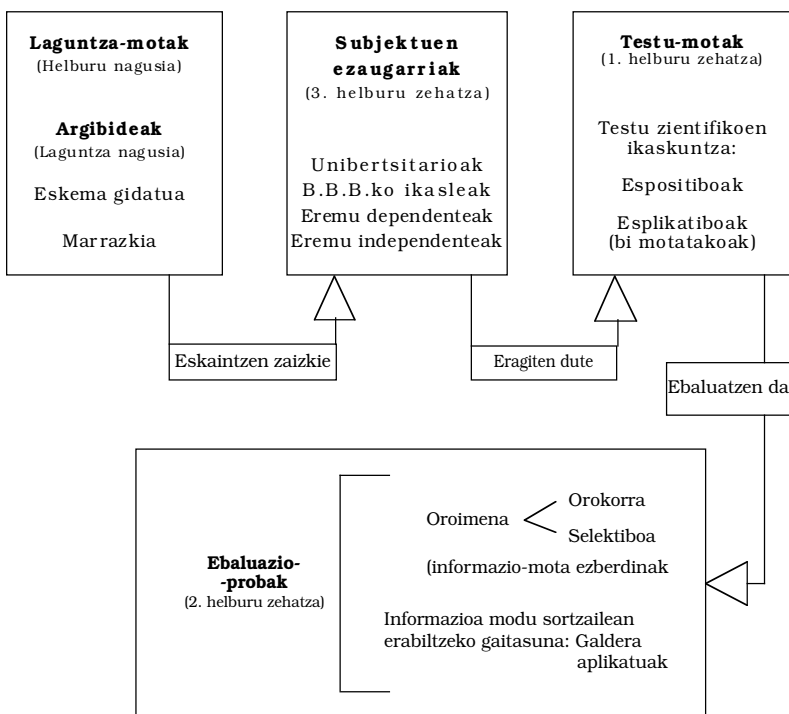 Laguntza-motak
(Helburu nagusia)
Argibideak
(Laguntza nagusia)
Eskema gidatua
Marrazkia
Subjektuen
ezaugarriak
(3. helburu zehatza)
Unibertsitarioak
B.B.B.ko ikasleak
Eremu dependenteak
Eremu independenteak
Testu-motak
(1. helburu zehatza)
Testu zientifikoen
ikaskuntza:
Espositiboak
Esplikatiboak
(bi motatakoak)
Eskaintzen zaizkie
Eragiten dute
Ebaluatzen da
Ebaluazio-
-probak
(2. helburu zehatza)
Oroimena
Orokorra
Selektiboa
(informazio-mota ezberdinak
Informazioa modu sortzailean
erabiltzeko gaitasuna: Galdera
aplikatuak